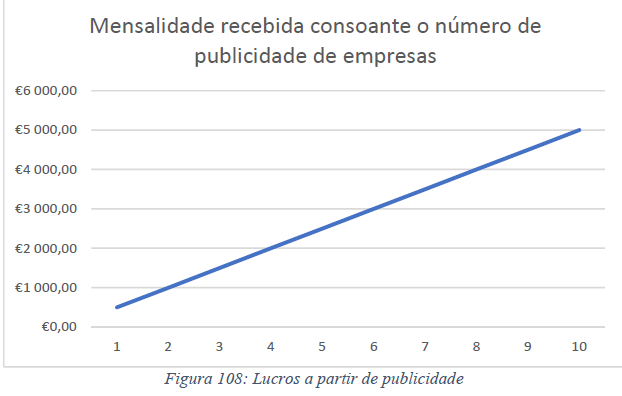 Mensalidade recebida consoante o número de
publicidade de empresas
€6 000,00
€5 000,00
€4 000,00
€3 000,00
€2 000,00
€1 000,00
€0,00
1 2 3 4 5 6 7 8 9 10
Figura 108: Lucros a partir de publicidade